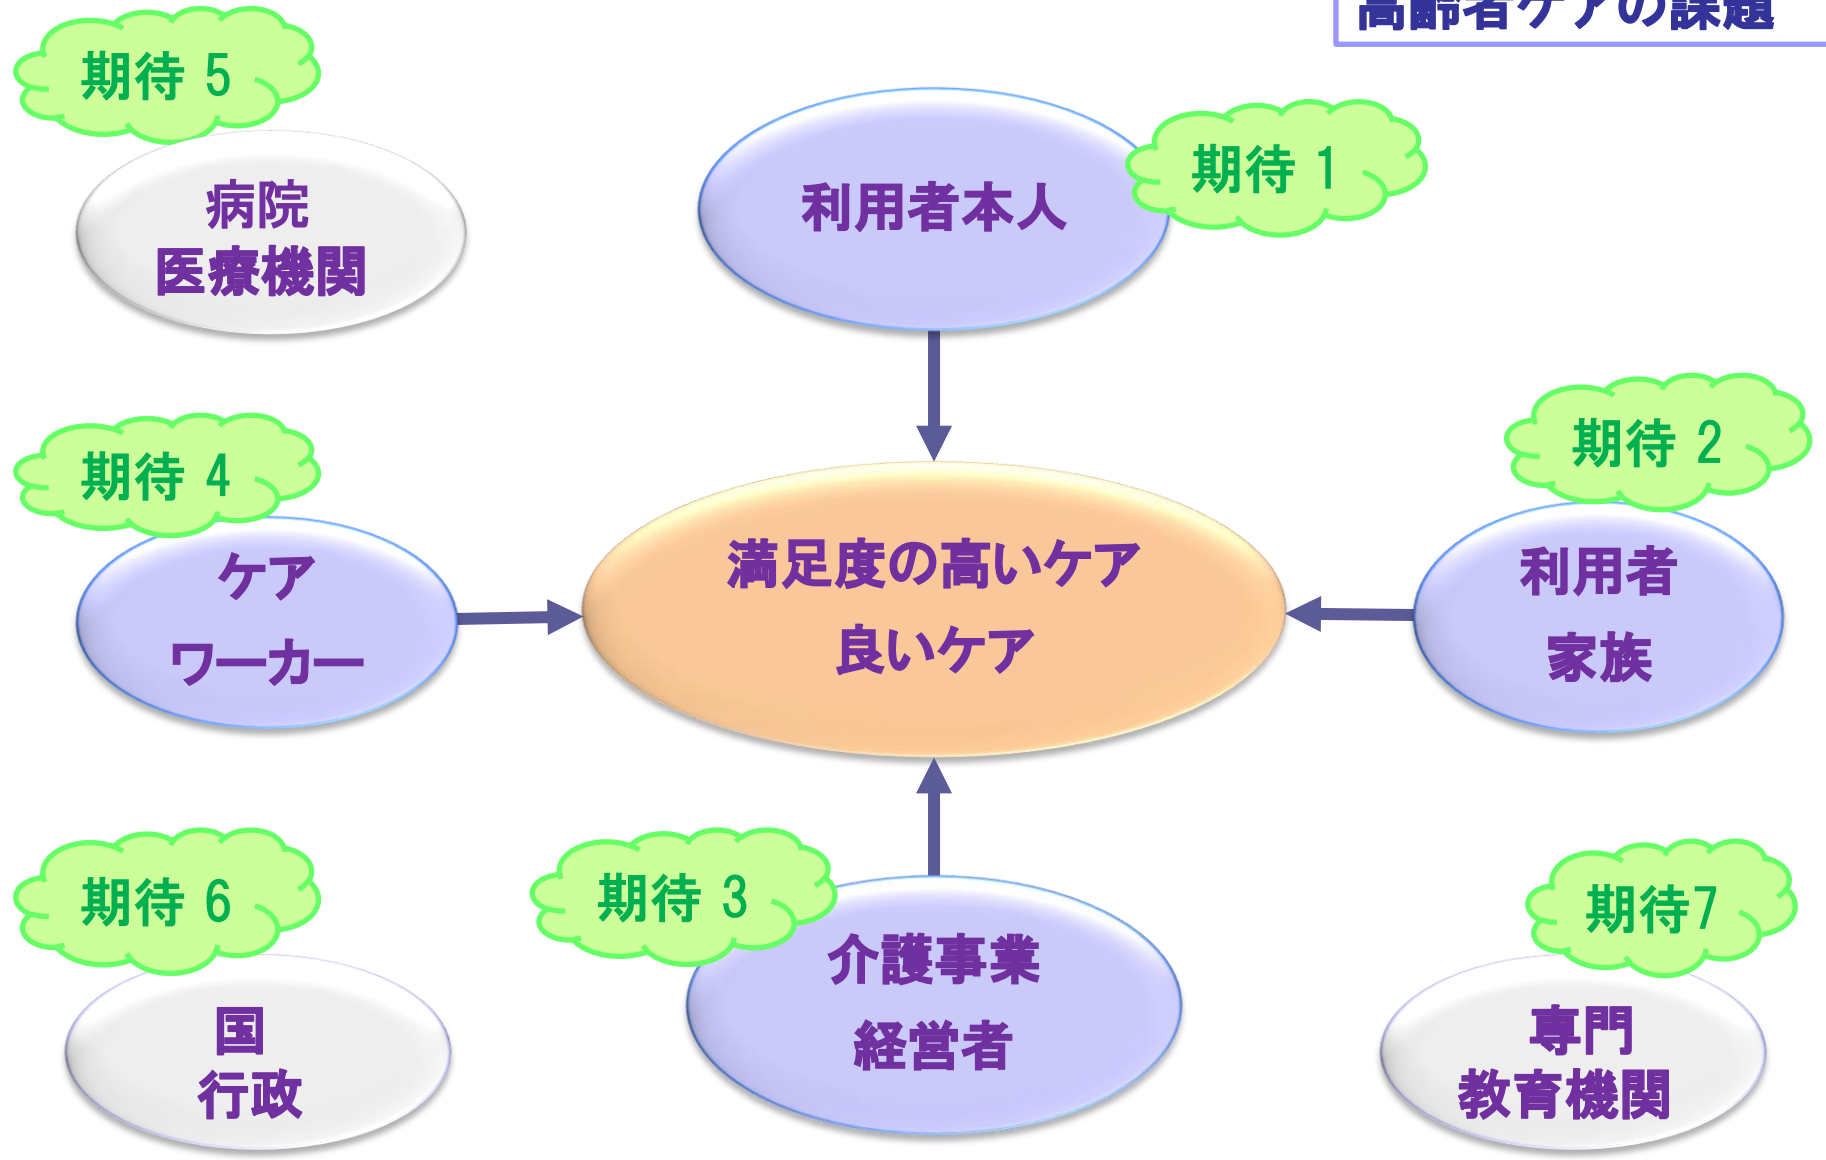 高齢者ケアの課題
期待 5
病院
医療機関
利用者本人
期待 1
期待 4
ケア
ワーカー
満足度の高いケア
良いケア
期待 2
利用者
家族
期待 6
国
行政
期待 3
介護事業
経営者
期待7
専門
教育機関